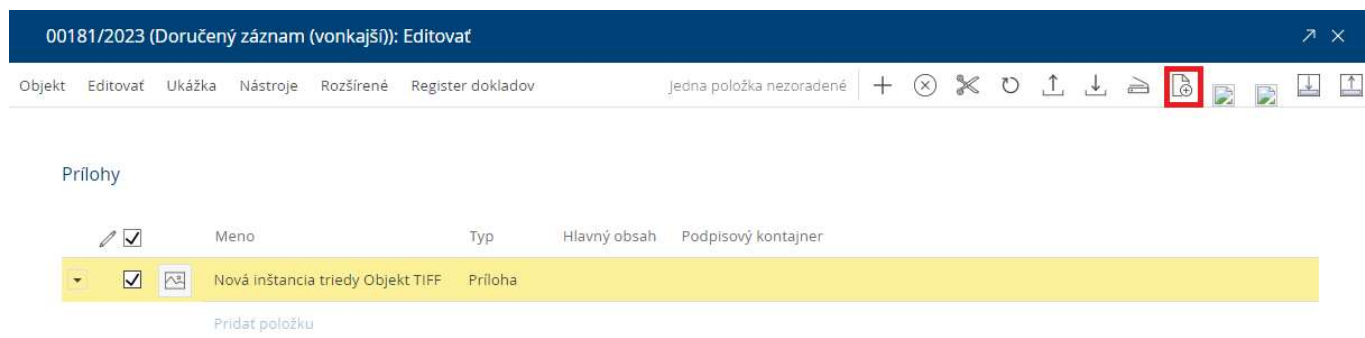 00181/2023 (Doručený záznam (vonkajší)): Editovať
Objekt Editovať Ukážka Nástroje Rozšírené Register dokladov Jedna položka nezoradené
Prílohy
Meno Typ Hlavný obsah Podpisový kontajner
Nová inštancia triedy Objekt TIFF Príloha
Pridať položku